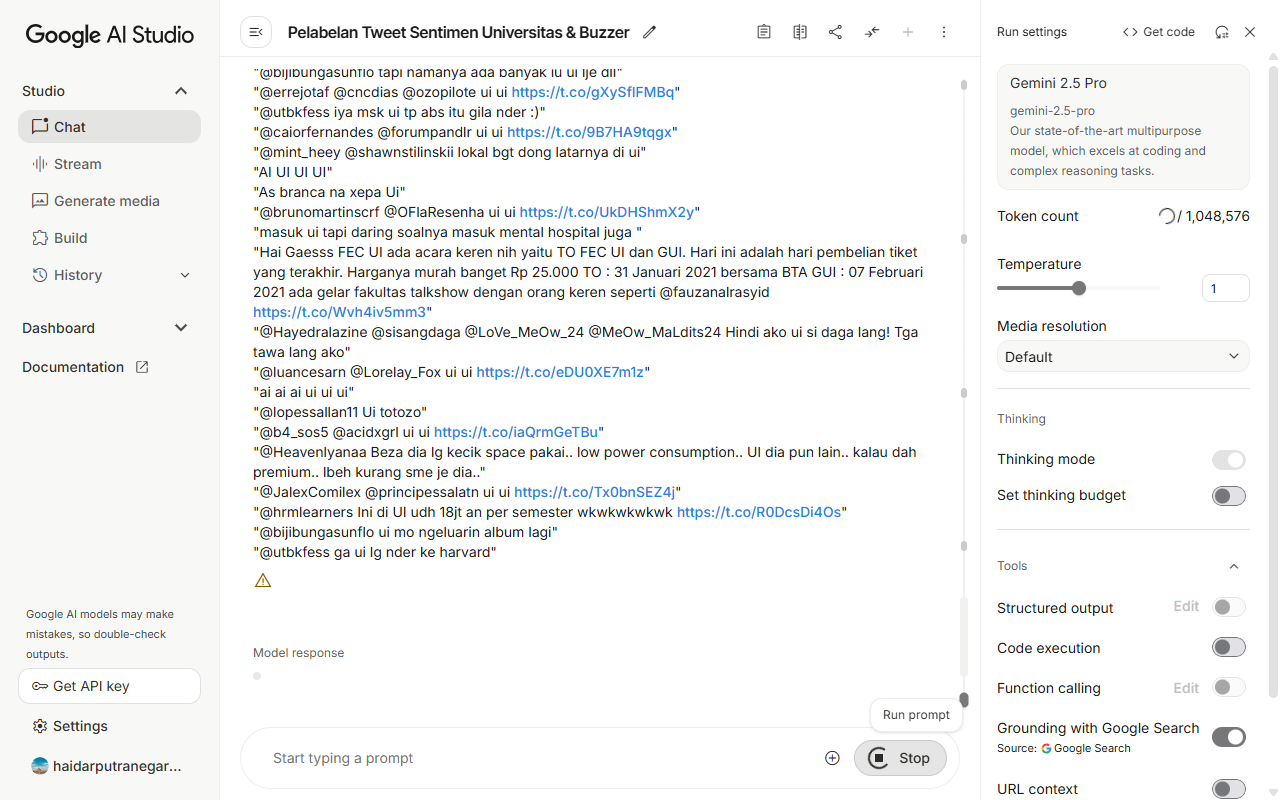 Google AI Studio
Studio
Chat
Stream
Generate media
Build
History
Dashboard
Documentation
Google AI models may make
mistakes, so double-check
outputs.
Get API key
Settings
haidarputranegar...
Pelabelan Tweet Sentimen Universitas & Buzzer
"@bijibungasunflo tapi namanya ada banyak lu ui ije dll"
"@errejotaf @cncdias @ozopilote ui ui https://t.co/gXySflFMBq"
"@utbkfess iya msk ui tp abs itu gila nder :)"
"@caiorfernandes @forumpandlr ui ui https://t.co/9B7HA9tqgx"
"@mint_heey @shawnstilinskii lokal bgt dong latarnya di ui"
"AI UI UI UI"
"As branca na xepa Ui"
"@brunomartinscrf @OFlaResenha ui ui https://t.co/UkDHShmX2y"
"masuk ui tapi daring soalnya masuk mental hospital juga "
"Hai Gaesss FEC UI ada acara keren nih yaitu TO FEC UI dan GUI. Hari ini adalah hari pembelian tiket
yang terakhir. Harganya murah banget Rp 25.000 TO : 31 Januari 2021 bersama BTA GUI : 07 Februari
2021 ada gelar fakultas talkshow dengan orang keren seperti @fauzanalrasyid
https://t.co/Wvh4iv5mm3"
"@Hayedralazine @sisangdaga @LoVe_MeOw_24 @MeOw_MaLdits24 Hindi ako ui si daga lang! Tga
tawa lang ako"
"@luancesarn @Lorelay_Fox ui ui https://t.co/eDU0XE7m1z"
"ai ai ai ui ui ui"
"@lopessallan11 Ui totozo"
"@b4_sos5 @acidxgrl ui ui https://t.co/iaQrmGeTBu"
"@Heavenlyanaa Beza dia lg kecik space pakai.. low power consumption.. UI dia pun lain.. kalau dah
premium.. lbeh kurang sme je dia.."
"@JalexComilex @principessalatn ui ui https://t.co/Tx0bnSEZ4j"
"@hrmlearners Ini di UI udh 18jt an per semester wkwkwkwkwk https://t.co/R0DcsDi4Os"
"@bijibungasunflo ui mo ngeluarin album lagi"
"@utbkfess ga ui lg nder ke harvard"
Model response
Run prompt
Start typing a prompt
Stop
Run settings
Get code
Gemini 2.5 Pro
gemini-2.5-pro
Our state-of-the-art multipurpose
model, which excels at coding and
complex reasoning tasks.
Token count
/ 1,048,576
Temperature
1
Media resolution
Default
Thinking
Thinking mode
Set thinking budget
Tools
Structured output
Edit
Code execution
Function calling
Edit
Grounding with Google Search
Source: Google Search
URL context